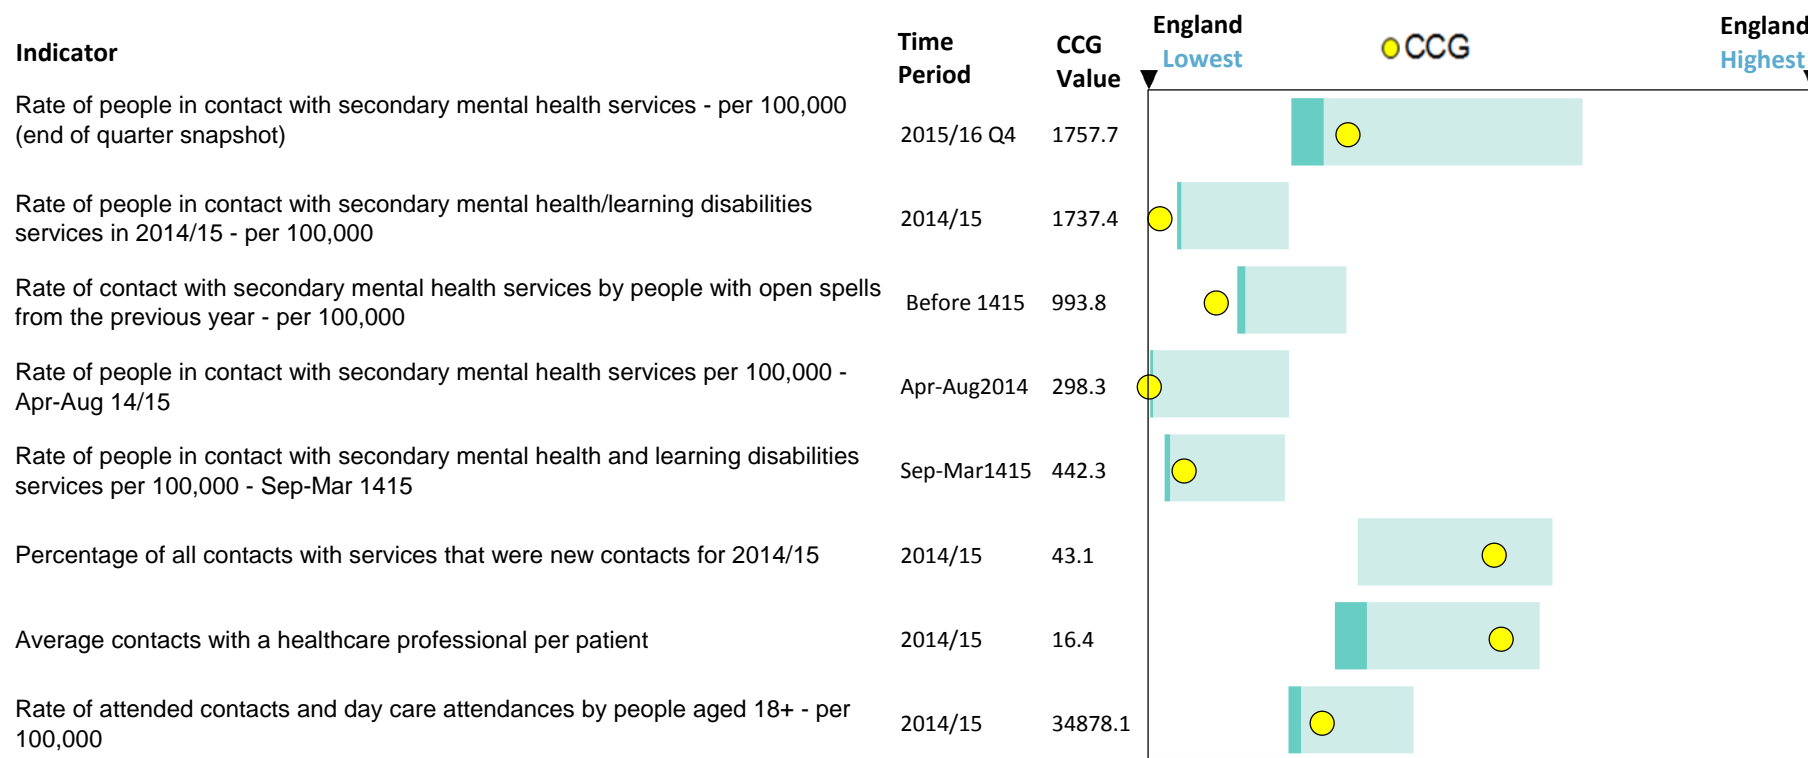 Indicator
Time
Period
CCG
Value
England
Lowest
CCG
England
Highest
Rate of people in contact with secondary mental health services - per 100,000
(end of quarter snapshot)
2015/16 Q4
1757.7
Rate of people in contact with secondary mental health/learning disabilities
services in 2014/15 - per 100,000
2014/15
1737.4
Rate of contact with secondary mental health services by people with open spells
from the previous year - per 100,000
Before 1415
993.8
Rate of people in contact with secondary mental health services per 100,000 -
Apr-Aug 14/15
Apr-Aug2014
298.3
Rate of people in contact with secondary mental health and learning disabilities
services per 100,000 - Sep-Mar 1415
Sep-Mar1415
442.3
Percentage of all contacts with services that were new contacts for 2014/15
2014/15
43.1
Average contacts with a healthcare professional per patient
2014/15
16.4
Rate of attended contacts and day care attendances by people aged 18+ - per
100,000
2014/15
34878.1